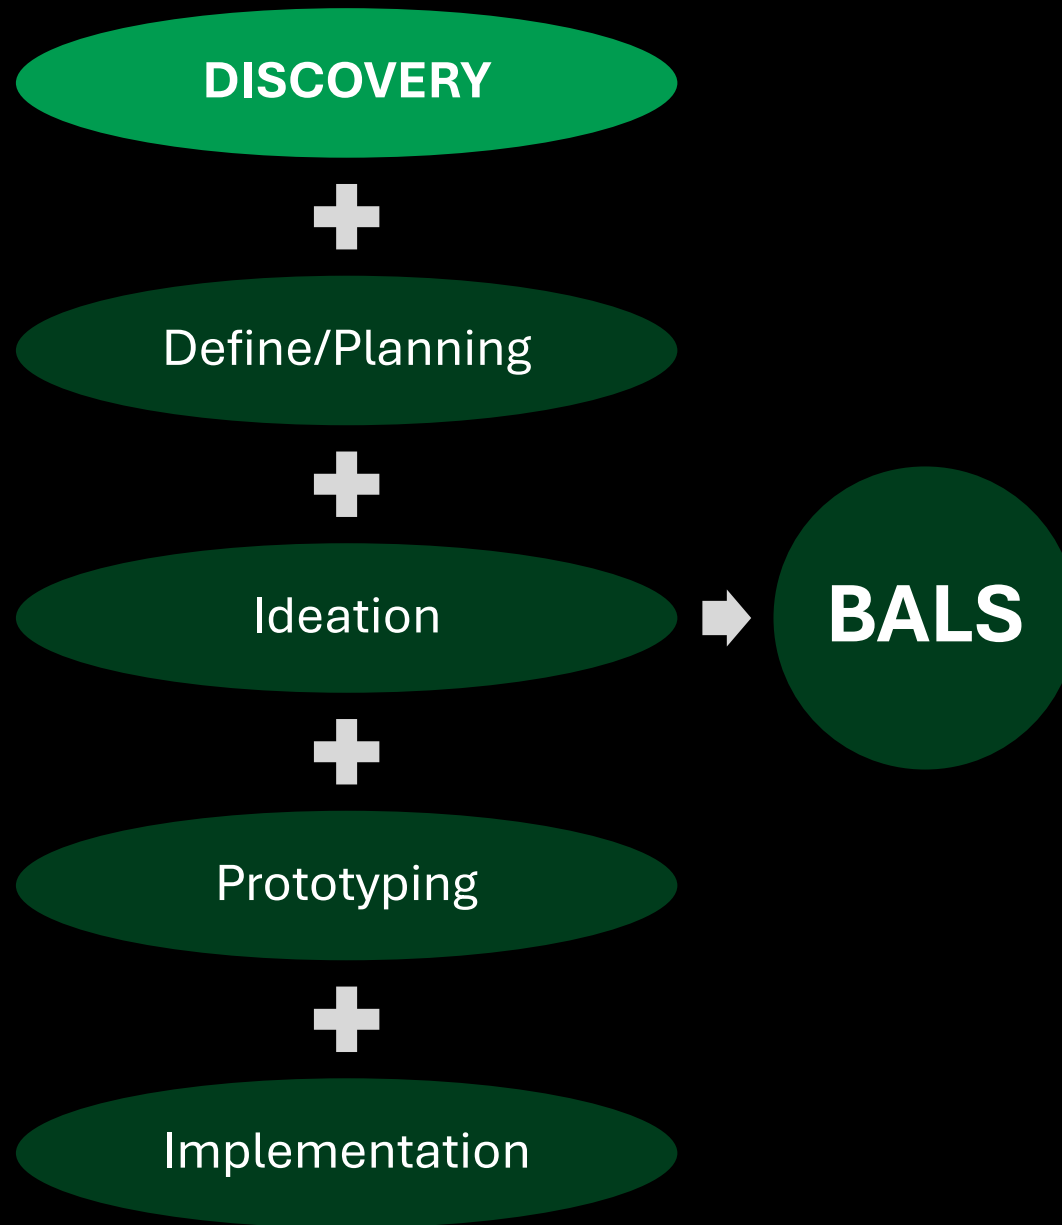 DISCOVERY
Define/Planning
Ideation
BALS
Prototyping
Implementation